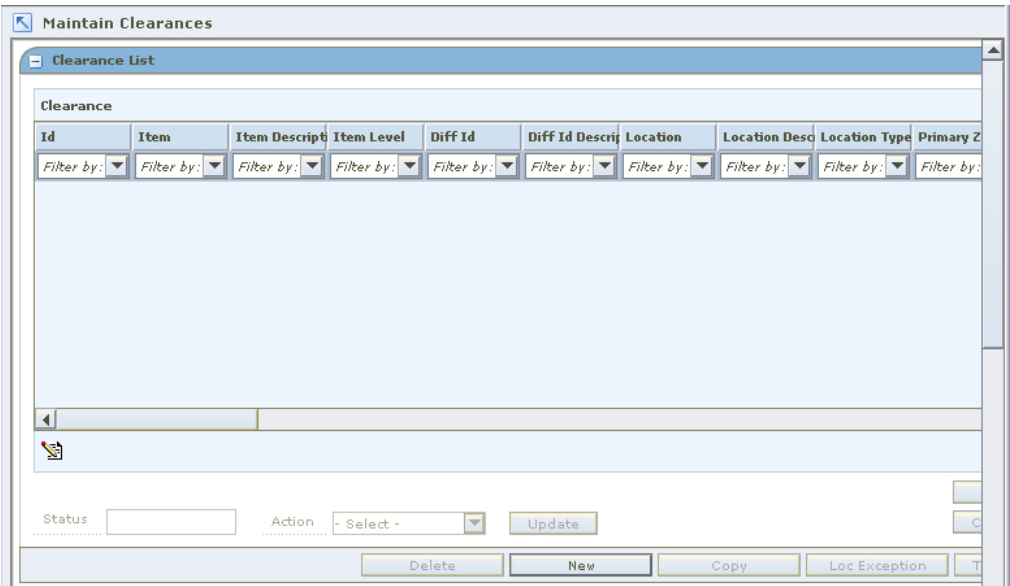 Maintain Clearances
Clearance List
Clearance
Id Item Item Descripti Item Level Diff Id Diff Id Descrip Location Location Desc Location Type Primary Z
Filter by: Filter by: Filter by: Filter by: Filter by: Filter by: Filter by: Filter by: Filter by: Filter by:
Status Action - Select - Update C
Delete New Copy Loc Exception T